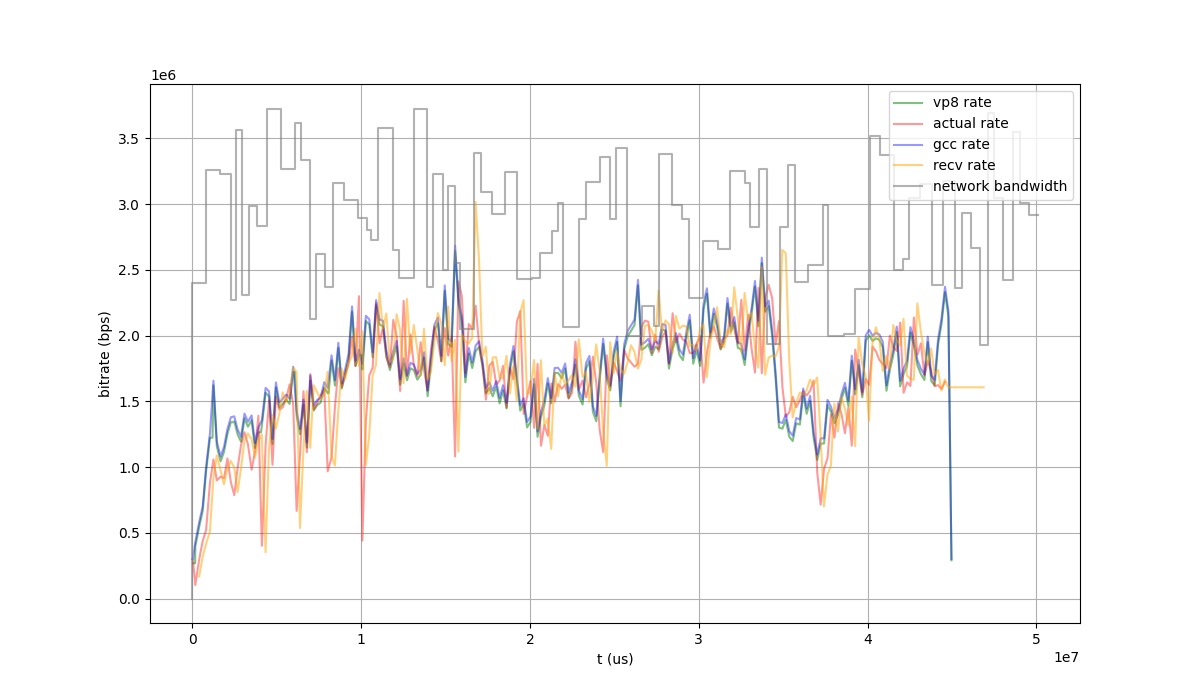 1e6
bitrate (bps)
3.5
3.0
2.5
2.0
1.5
1.0
0.5
0.0
vp8 rate
actual rate
gcc rate
recv rate
network bandwidth
0 1 2 3 4 5
t (us)
1e7